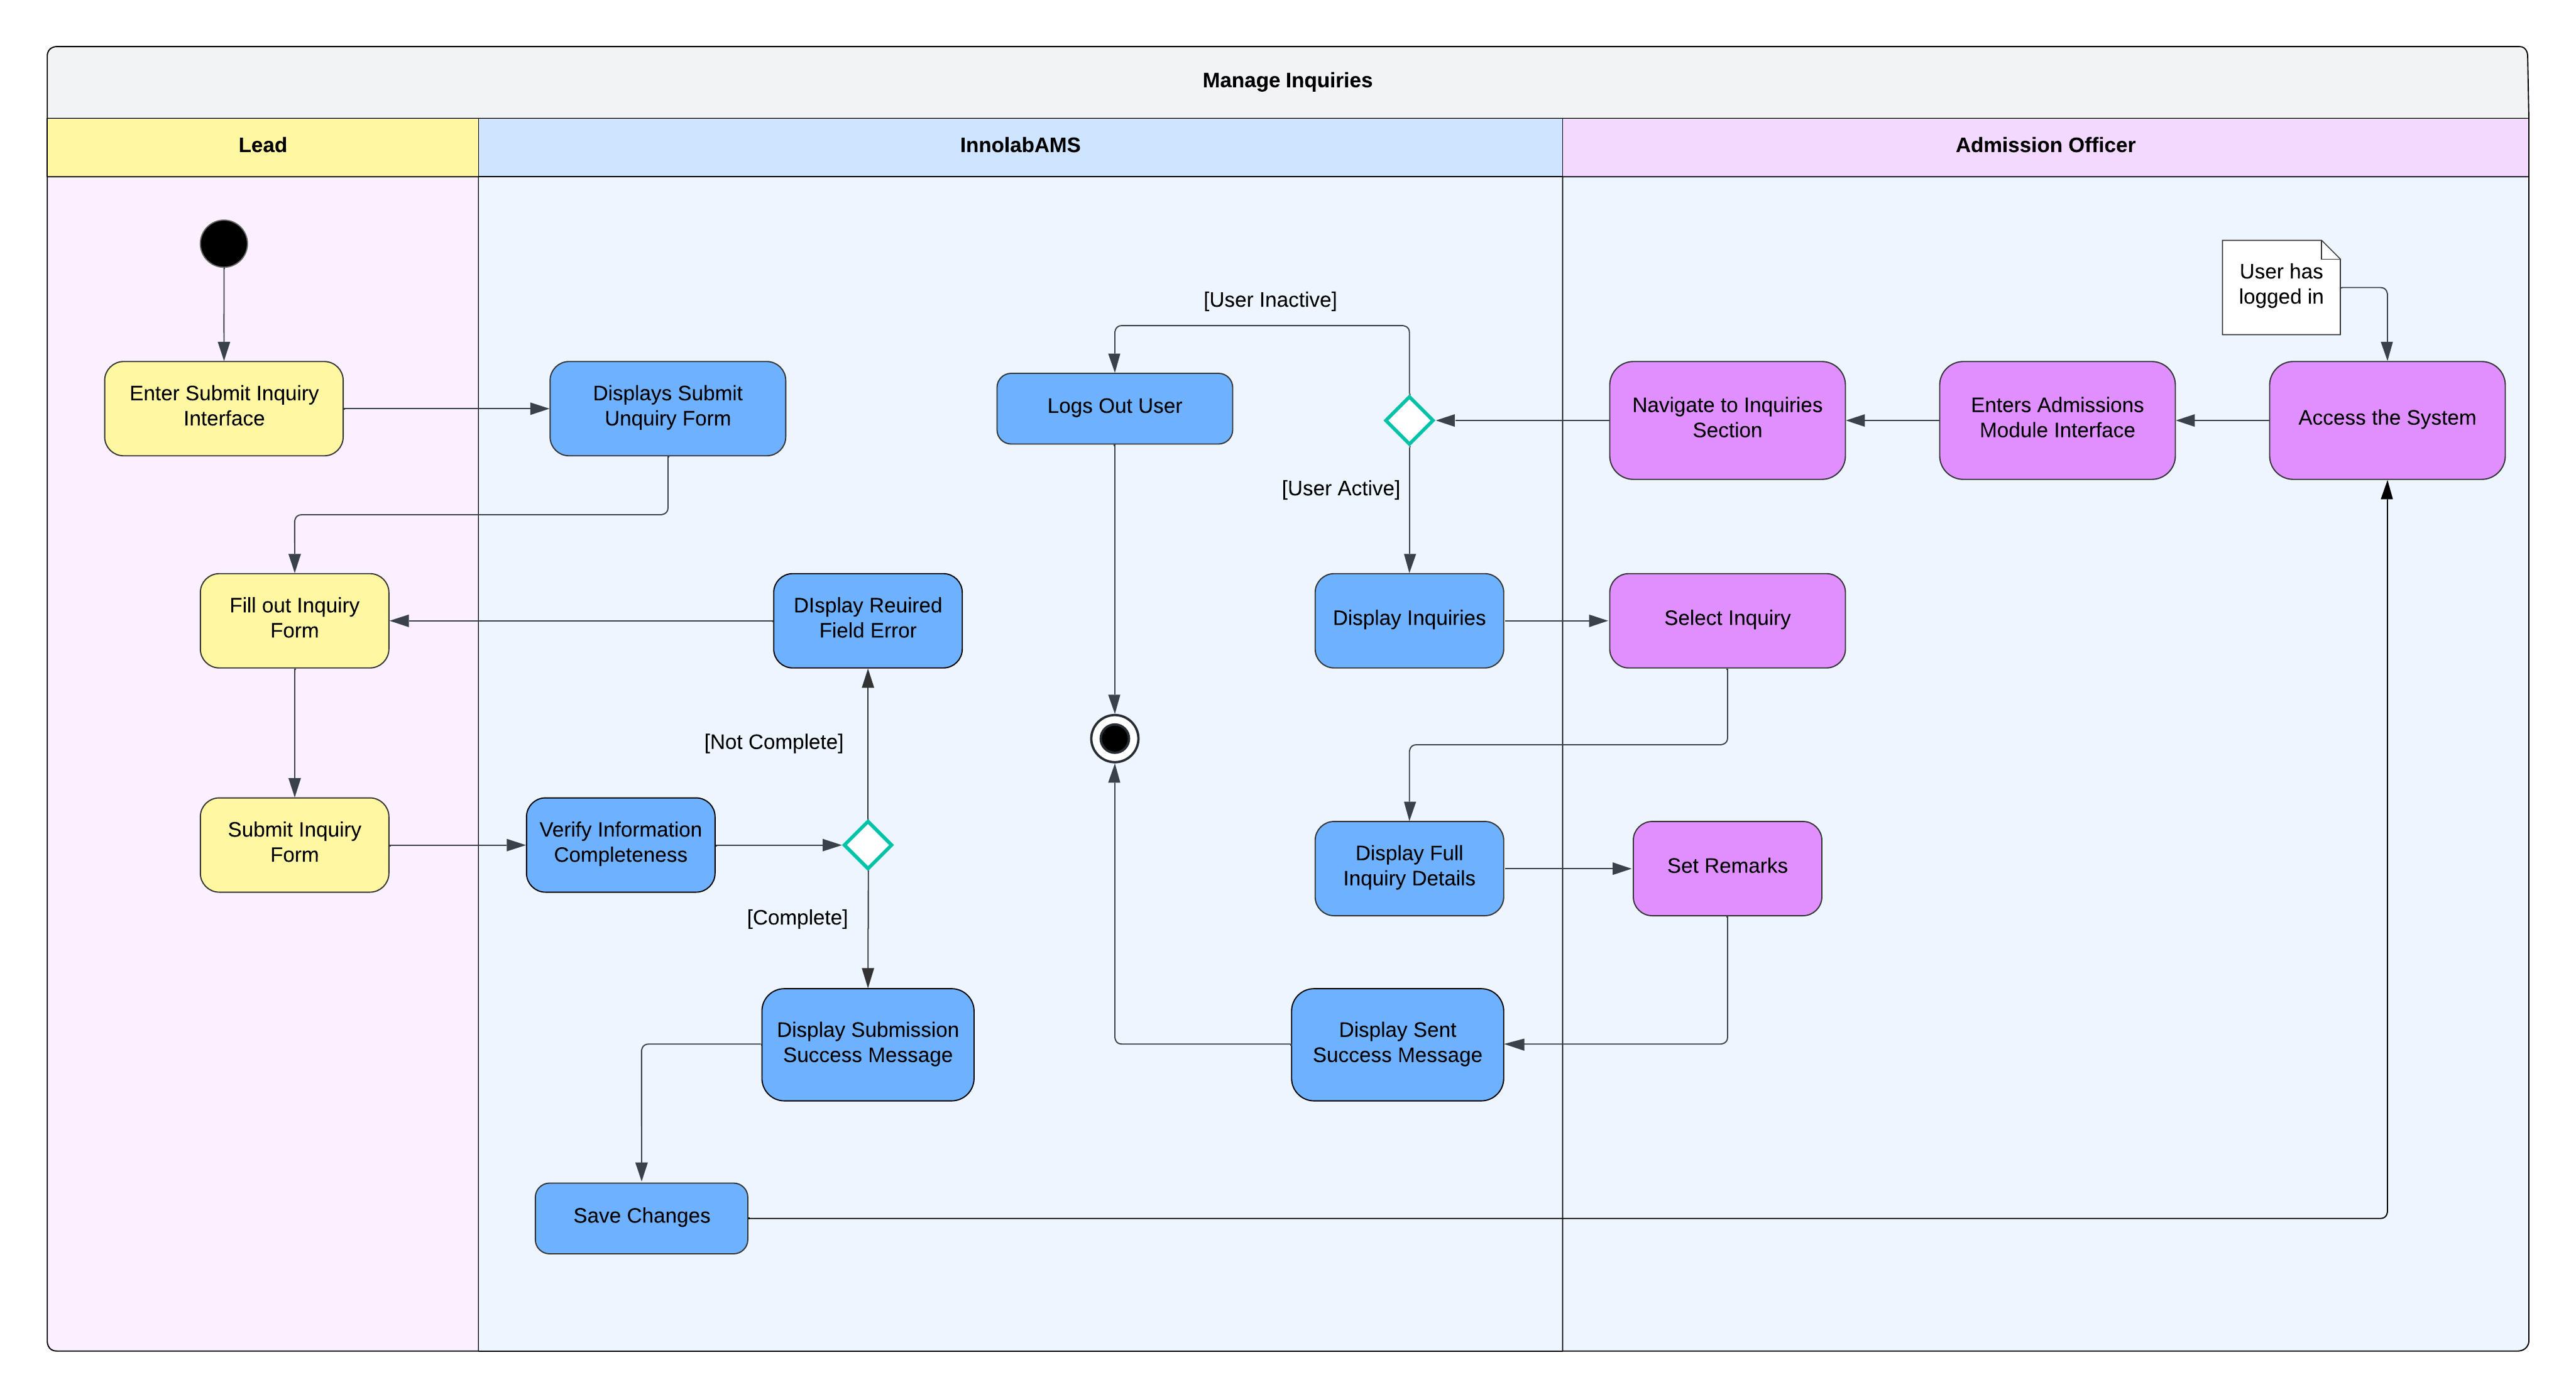 Manage Inquiries
Lead
InnolabAMS
Admission Officer
User has
logged in
[User Inactive]
Enter Submit Inquiry
Interface
Displays Submit
Unquiry Form
Logs Out User
Navigate to Inquiries
Section
Enters Admissions
Module Interface
Access the System
[User Active]
Fill out Inquiry
Form
DIsplay Reuired
Field Error
Display Inquiries
Select Inquiry
[Not Complete]
Submit Inquiry
Form
Verify Information
Completeness
Display Full
Inquiry Details
Set Remarks
[Complete]
Display Submission
Success Message
Display Sent
Success Message
Save Changes